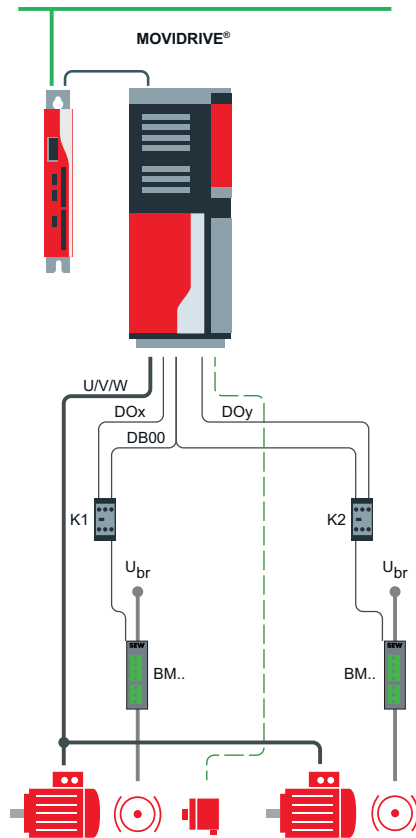 MOVIDRIVE®
U/V/W
DOx
DOy
DB00
K1
K2
Ubr
Ubr
SEW
SEW
BM..
BM..